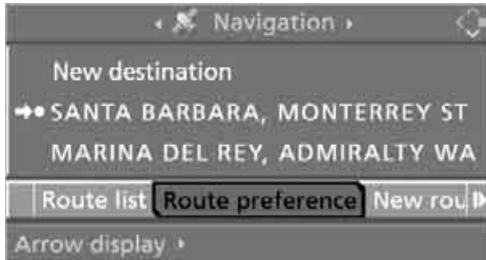 Navigation
New destination
SANTA BARBARA, MONTERREY ST
MARINA DEL REY, ADMIRALTY WA
Route list Route preference New rou
Arrow display